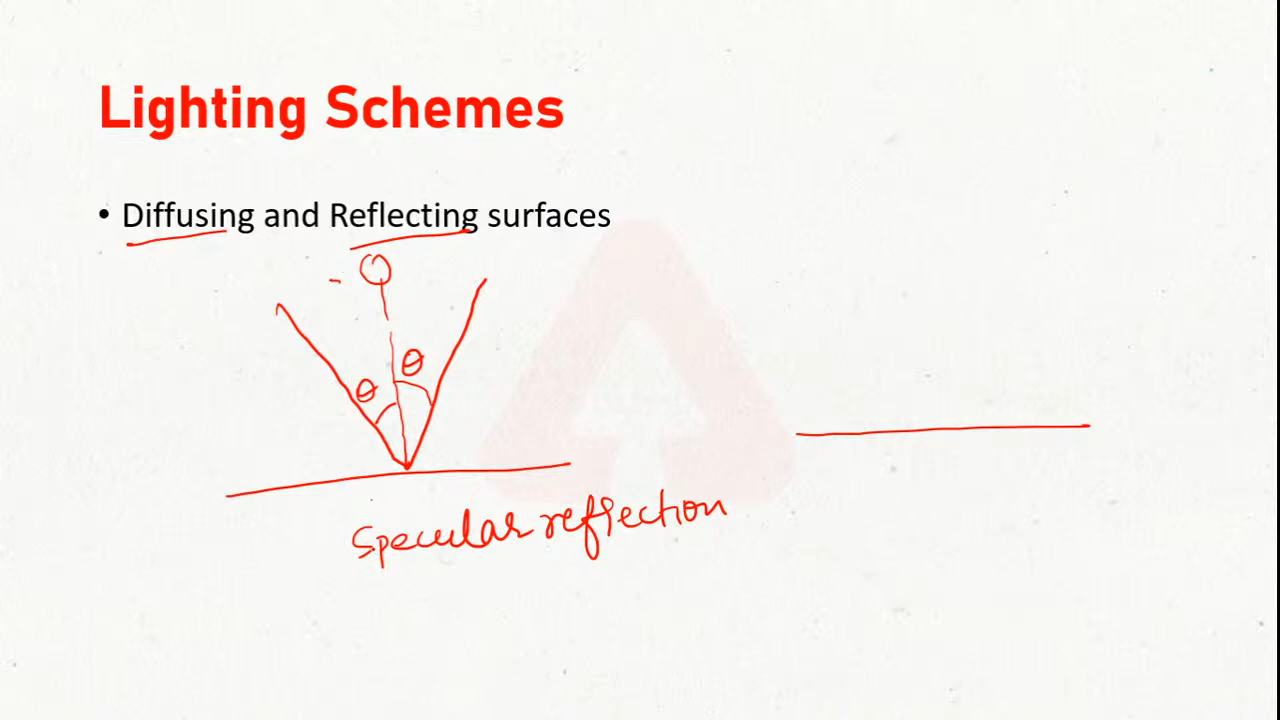 Lighting Schemes
• Diffusing and Reflecting surfaces
θ θ
Specular reflection